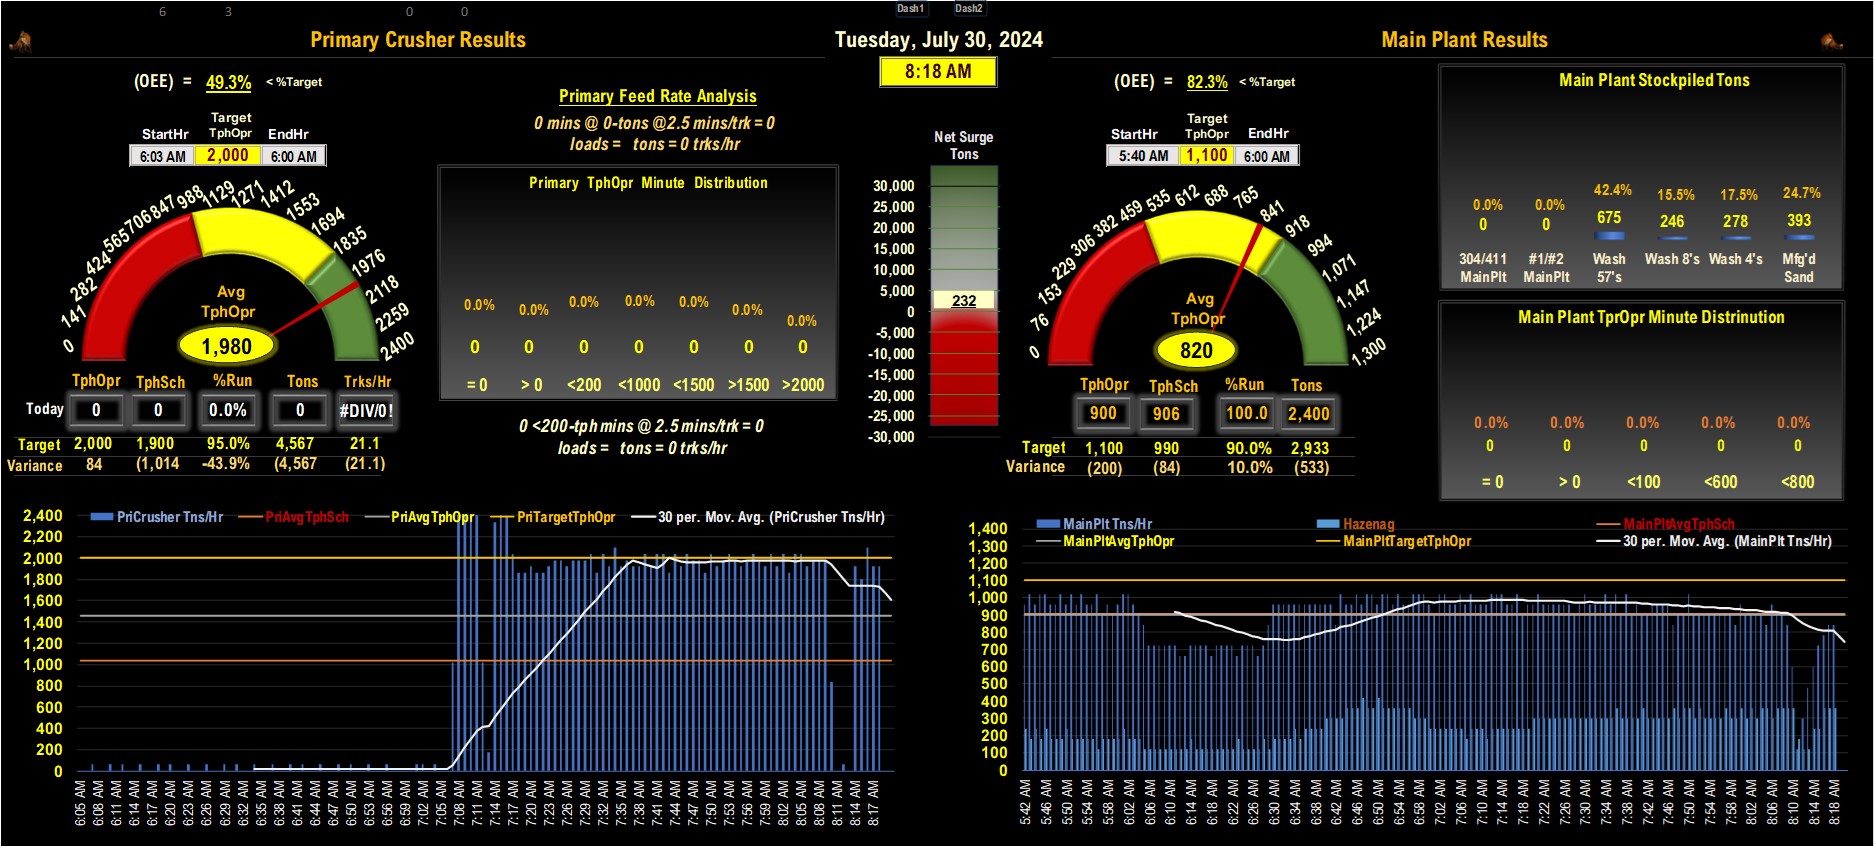 6 3 0 0 Dash1 Dash2
Primary Crusher Results
Tuesday, July 30, 2024
Main Plant Results
8:18 AM
(OEE) = 49.3% < %Target
StartHr Target TphOpr EndHr
6:03 AM 2,000 6:00 AM
0 141 282 424 565 706 847 988 1129 1271 1412 1553 1694 1835 1976 2118 2259 2400
Avg
TphOpr
1,980
TphOpr TphSch %Run Tons Trks/Hr
Today 0 0 0.0% 0 #DIV/0!
Target 2,000 1,900 95.0% 4,567 21.1
Variance 84 (1,014 -43.9% (4,567 (21.1)
Primary Feed Rate Analysis
0 mins @ 0-tons @2.5 mins/trk = 0
loads = tons = 0 trks/hr
Primary TphOpr Minute Distribution
0.0% 0.0% 0.0% 0.0% 0.0% 0.0% 0.0%
0 0 0 0 0 0 0
= 0 > 0 <200 <1000 <1500 >1500 >2000
0 <200-tph mins @ 2.5 mins/trk = 0
loads = tons = 0 trks/hr
Net Surge
Tons
30,000
25,000
20,000
15,000
10,000
5,000
232
0
-5,000
-10,000
-15,000
-20,000
-25,000
-30,000
(OEE) = 82.3% < %Target
StartHr Target TphOpr EndHr
5:40 AM 1,100 6:00 AM
0 76 153 229 306 382 459 535 612 688 765 841 918 994 1,071 1,147 1,224 1,300
Avg
TphOpr
820
TphOpr TphSch %Run Tons
900 906 100.0 2,400
Target 1,100 990 90.0% 2,933
Variance (200) (84) 10.0% (533)
Main Plant Stockpiled Tons
0.0% 0.0% 42.4% 15.5% 17.5% 24.7%
0 0 675 246 278 393
304/411 #1/#2 Wash Wash 8's Wash 4's Mfg'd
MainPlt MainPlt 57's Sand
Main Plant TprOpr Minute Distrinution
0.0% 0.0% 0.0% 0.0% 0.0%
0 0 0 0 0
= 0 > 0 <100 <600 <800
PriCrusher Tns/Hr PriAvgTphSch PriAvgTphOpr PriTargetTphOpr 30 per. Mov. Avg. (PriCrusher Tns/Hr)
2,400
2,200
2,000
1,800
1,600
1,400
1,200
1,000
800
600
400
200
0
6:05 AM 6:08 AM 6:11 AM 6:14 AM 6:17 AM 6:20 AM 6:23 AM 6:26 AM 6:29 AM 6:32 AM 6:35 AM 6:38 AM 6:41 AM 6:44 AM 6:47 AM 6:50 AM 6:53 AM 6:56 AM 6:59 AM 7:02 AM 7:05 AM 7:08 AM 7:11 AM 7:14 AM 7:17 AM 7:20 AM 7:23 AM 7:26 AM 7:29 AM 7:32 AM 7:35 AM 7:38 AM 7:41 AM 7:44 AM 7:47 AM 7:50 AM 7:53 AM 7:56 AM 7:59 AM 8:02 AM 8:05 AM 8:08 AM 8:11 AM 8:14 AM 8:17 AM
MainPlt Tns/Hr Hazenag MainPltAvgTphSch
MainPltAvgTphOpr MainPltTargetTphOpr 30 per. Mov. Avg. (MainPlt Tns/Hr)
1,400
1,300
1,200
1,100
1,000
900
800
700
600
500
400
300
200
100
0
5:42 AM 5:46 AM 5:50 AM 5:54 AM 5:58 AM 6:02 AM 6:06 AM 6:10 AM 6:14 AM 6:18 AM 6:22 AM 6:26 AM 6:30 AM 6:34 AM 6:38 AM 6:42 AM 6:46 AM 6:50 AM 6:54 AM 6:58 AM 7:02 AM 7:06 AM 7:10 AM 7:14 AM 7:18 AM 7:22 AM 7:26 AM 7:30 AM 7:34 AM 7:38 AM 7:42 AM 7:46 AM 7:50 AM 7:54 AM 7:58 AM 8:02 AM 8:06 AM 8:10 AM 8:14 AM 8:18 AM